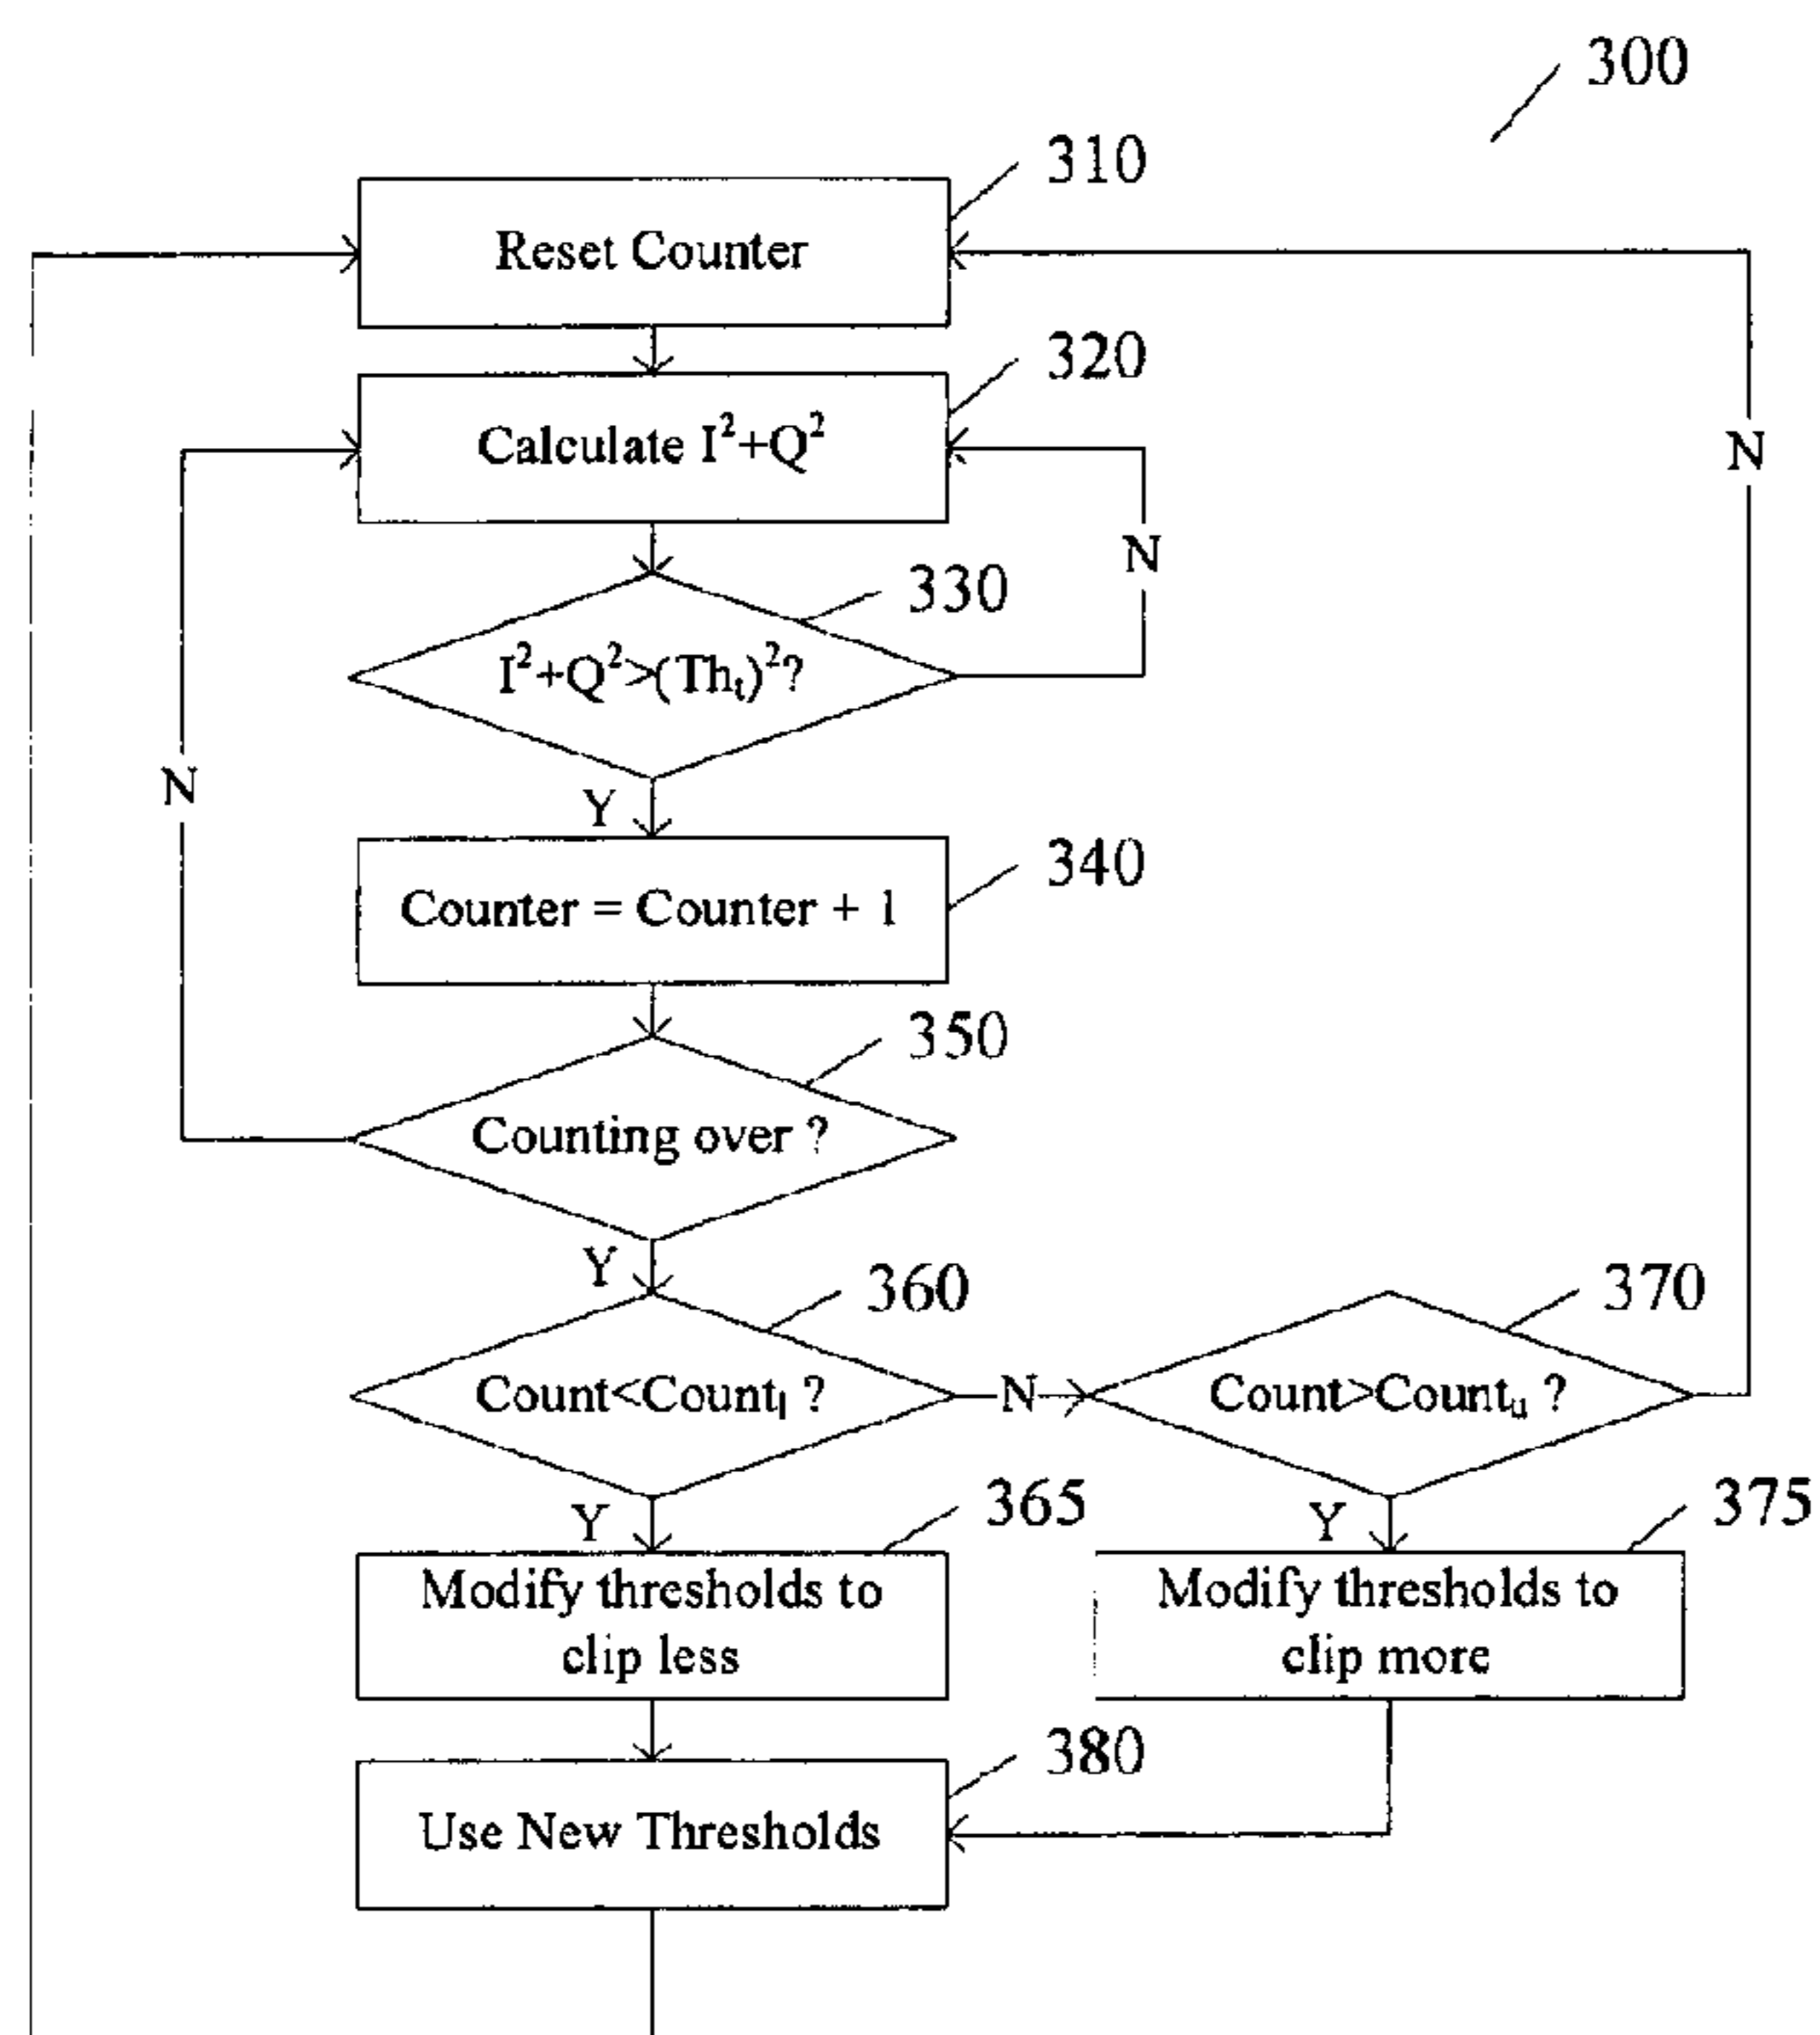 300
310
Reset Counter
320
Calculate I²+Q²
N
N
330
I²+Q²>(Thₜ)²?
N
Y
340
Counter = Counter + 1
350
Counting over ?
Y
360
370
Count<Countₗ ?
N
Count>Countᵤ ?
Y
365
Y
375
Modify thresholds to
clip less
Modify thresholds to
clip more
380
Use New Thresholds